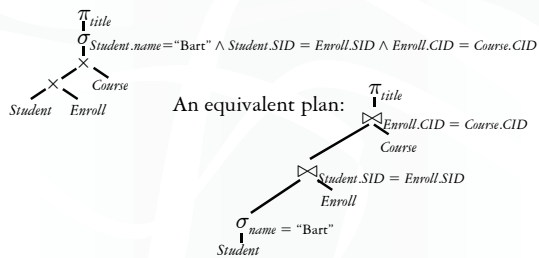 π title
σ Student.name="Bart" ∧ Student.SID = Enroll.SID ∧ Enroll.CID = Course.CID
×
× Course
Student Enroll
An equivalent plan:
π title
⋈ Enroll.CID = Course.CID
Course
⋈ Student.SID = Enroll.SID
Enroll
σ name = "Bart"
Student